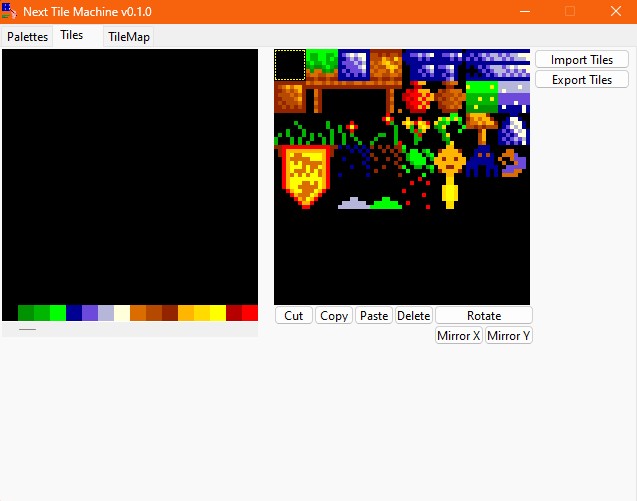 Next Tile Machine v0.1.0
Palettes Tiles TileMap
Import Tiles
Export Tiles
Cut Copy Paste Delete Rotate
Mirror X Mirror Y